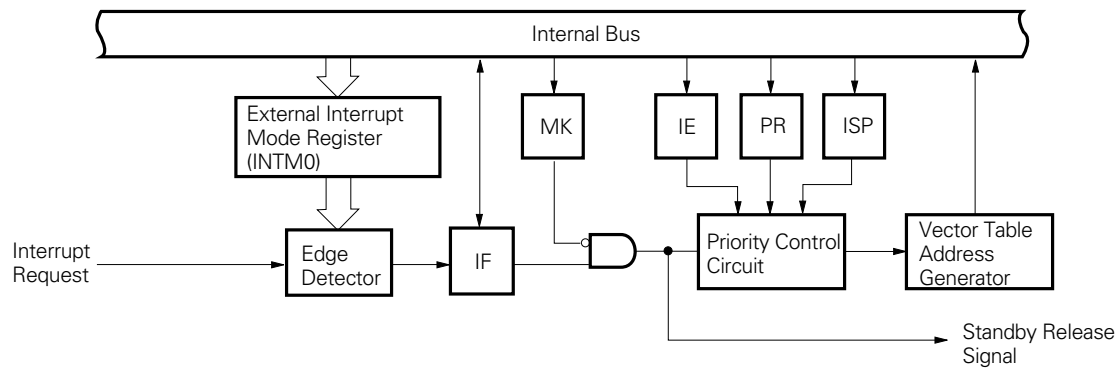 Internal Bus
External Interrupt
Mode Register
(INTM0)
MK
IE
PR
ISP
Interrupt
Request
Edge
Detector
IF
Priority Control
Circuit
Vector Table
Address
Generator
Standby Release
Signal